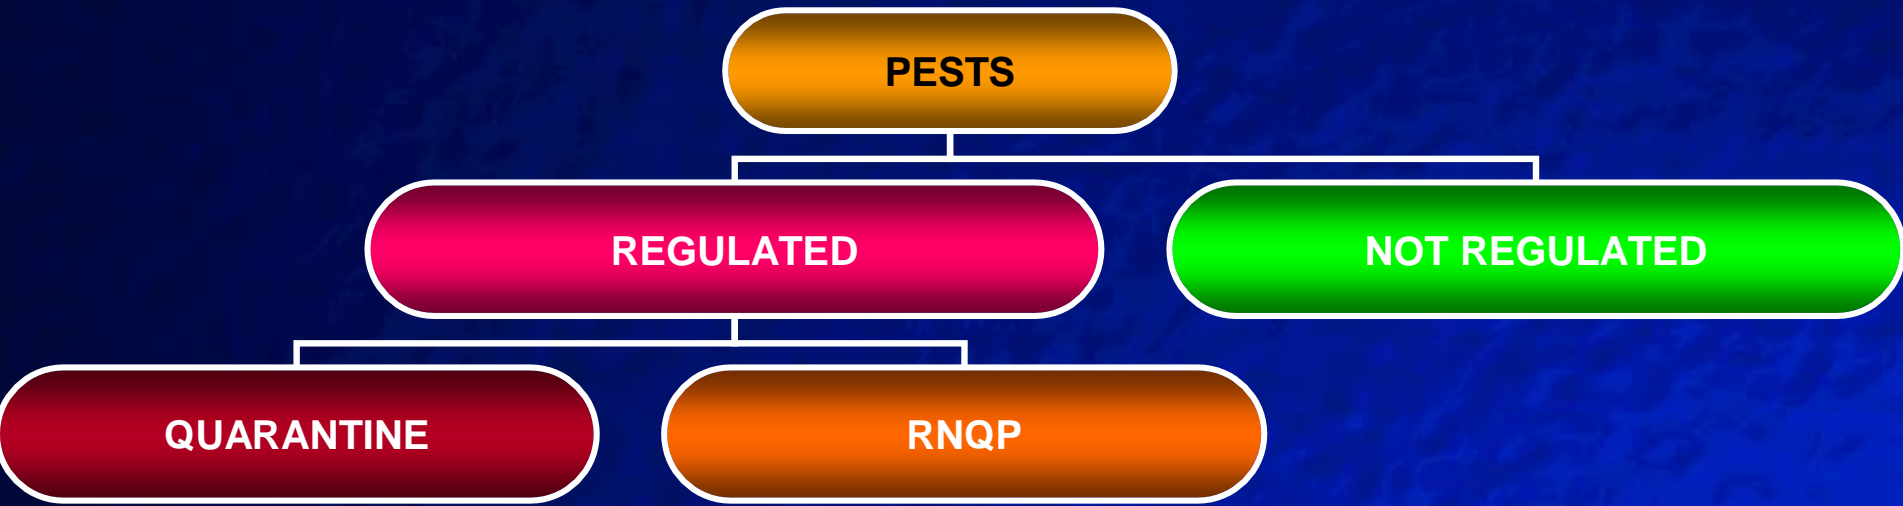 PESTS
REGULATED
NOT REGULATED
QUARANTINE
RNQP